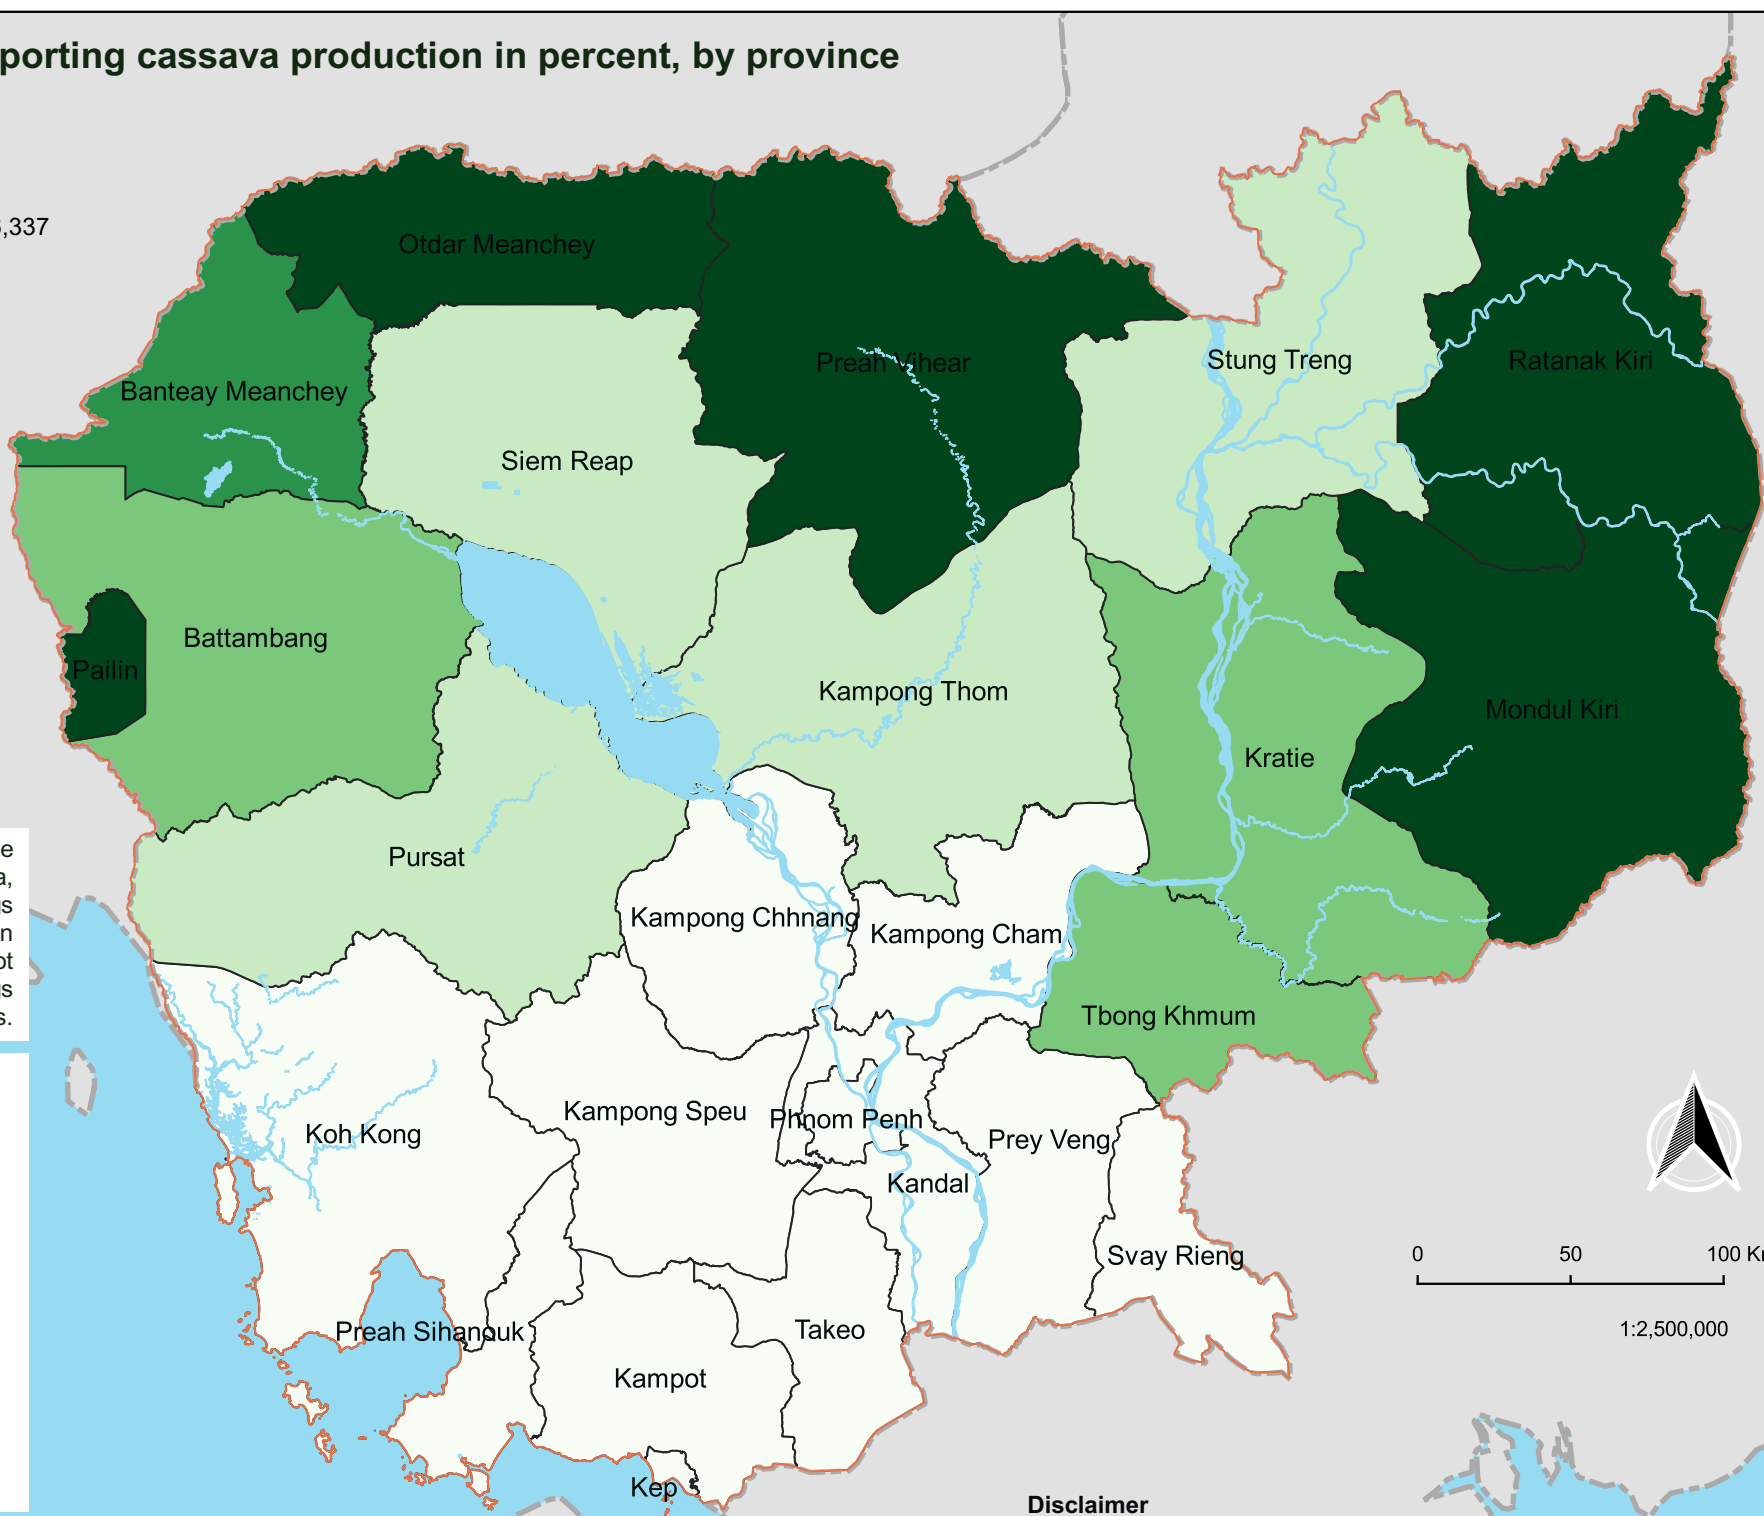 porting cassava production in percent, by province
,337
Otdar Meanchey
Preah Vihear
Stung Treng
Ratanak Kiri
Banteay Meanchey
Siem Reap
Battambang
Pailin
Kampong Thom
Mondul Kiri
Kratie
Pursat
e
a,
gs
n
ot
gs
s.
Kampong Chhnang
Kampong Cham
Tbong Khmum
Kampong Speu
Phnom Penh
Koh Kong
Prey Veng
Kandal
Svay Rieng
0 50 100 K
1:2,500,000
Preah Sihanouk
Takeo
Kampot
Kep
Disclaimer